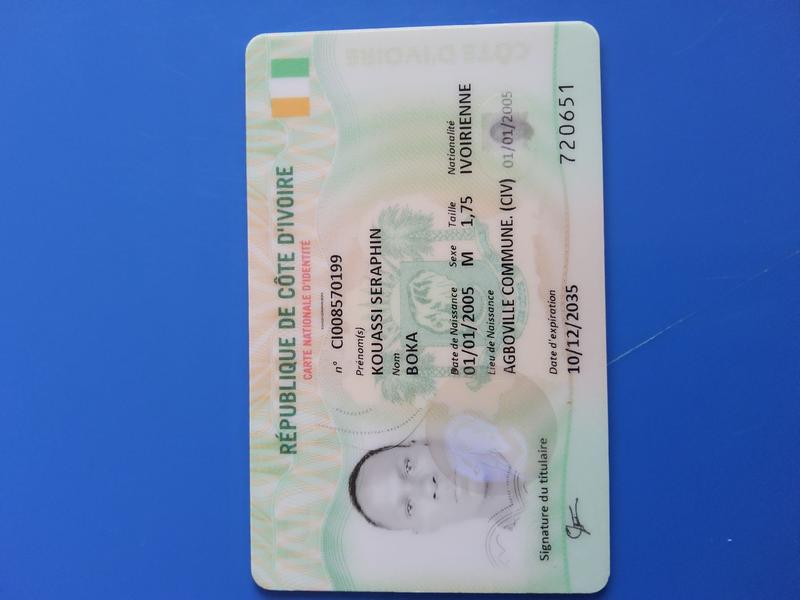 RÉPUBLIQUE DE CÔTE D'IVOIRE
CARTE NATIONALE D'IDENTITÉ
n° CI008570199
Prénom(s)
KOUASSI SERAPHIN
Nom
BOKA
Date de Naissance Sexe Taille Nationalité
01/01/2005 M 1,75 IVOIRIENNE
Lieu de Naissance
AGBOVILLE COMMUNE. (CIV)
01/01/2005
Date d'expiration
10/12/2035
720651
Signature du titulaire
CÔTE D'IVOIRE